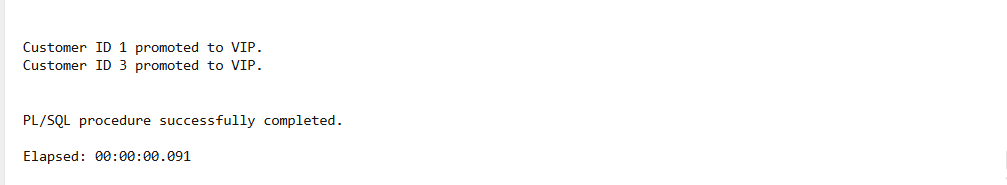 Customer ID 1 promoted to VIP.
Customer ID 3 promoted to VIP.
PL/SQL procedure successfully completed.
Elapsed: 00:00:00.091